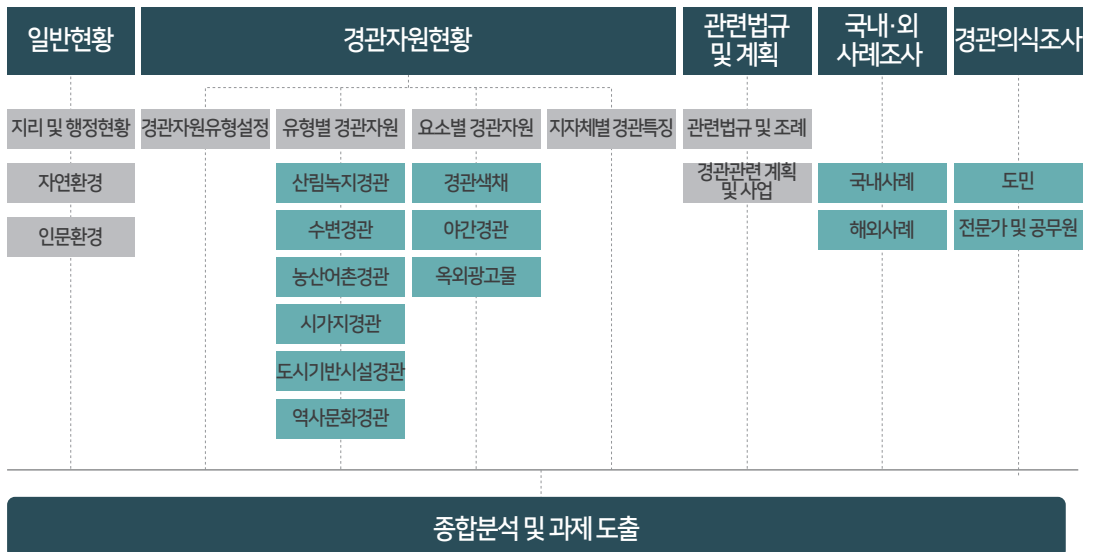 일반현황
경관자원현황
관련법규
및 계획
국내·외
사례조사
경관의식조사
지리 및 행정현황
경관자원유형설정
유형별 경관자원
요소별 경관자원
지자체별 경관특징
관련법규 및 조례
자연환경
산림녹지경관
경관색채
경관관련 계획
및 사업
국내사례
도민
인문환경
수변경관
야간경관
해외사례
전문가 및 공무원
농산어촌경관
옥외광고물
시가지경관
도시기반시설경관
역사문화경관
종합분석 및 과제 도출